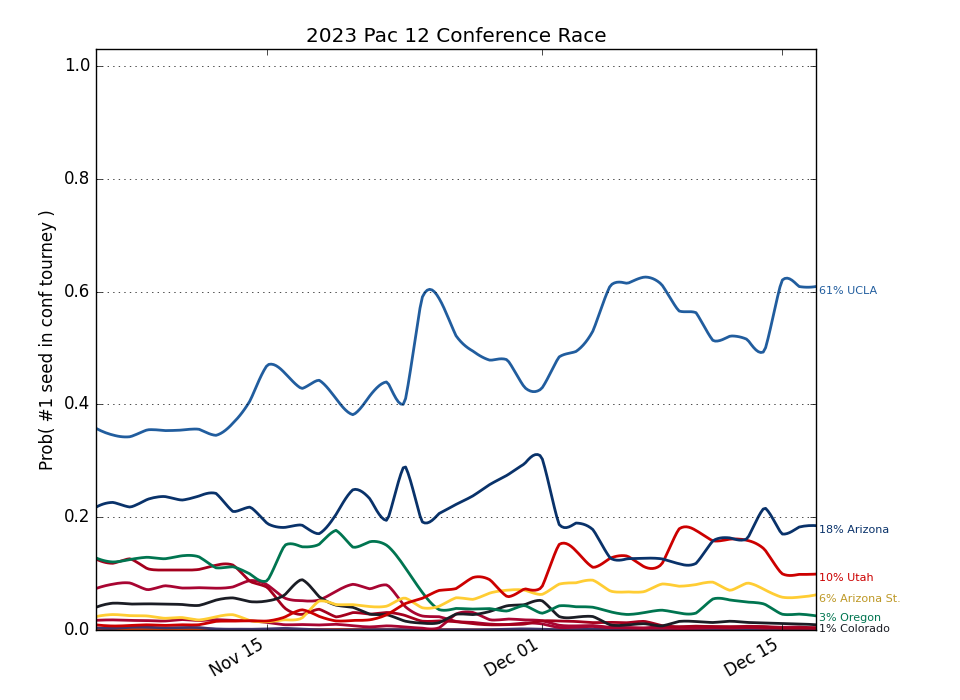 2023 Pac 12 Conference Race
Prob( #1 seed in conf tourney )
1.0
0.8
0.6
0.4
0.2
0.0
Nov 15
Dec 01
Dec 15
61% UCLA
18% Arizona
10% Utah
6% Arizona St.
3% Oregon
1% Colorado